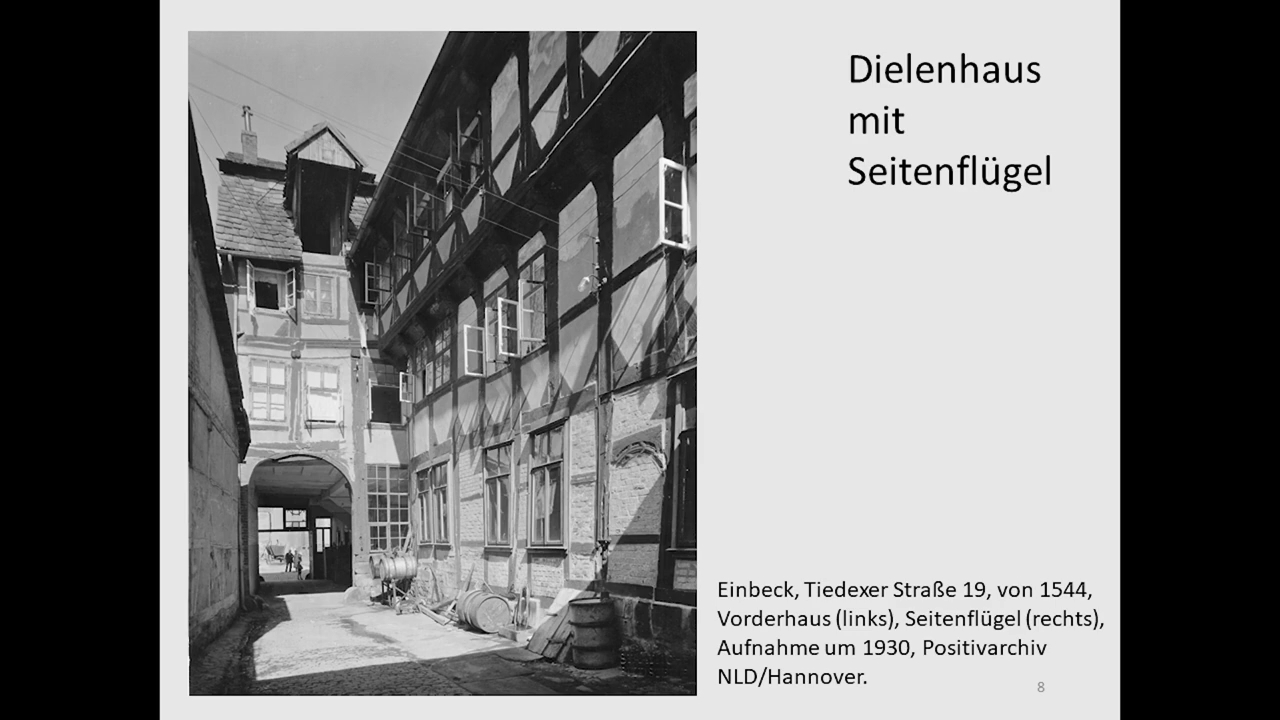 Dielenhaus
mit
Seitenflügel
Einbeck, Tiedexer Straße 19, von 1544,
Vorderhaus (links), Seitenflügel (rechts),
Aufnahme um 1930, Positivarchiv
NLD/Hannover.
8